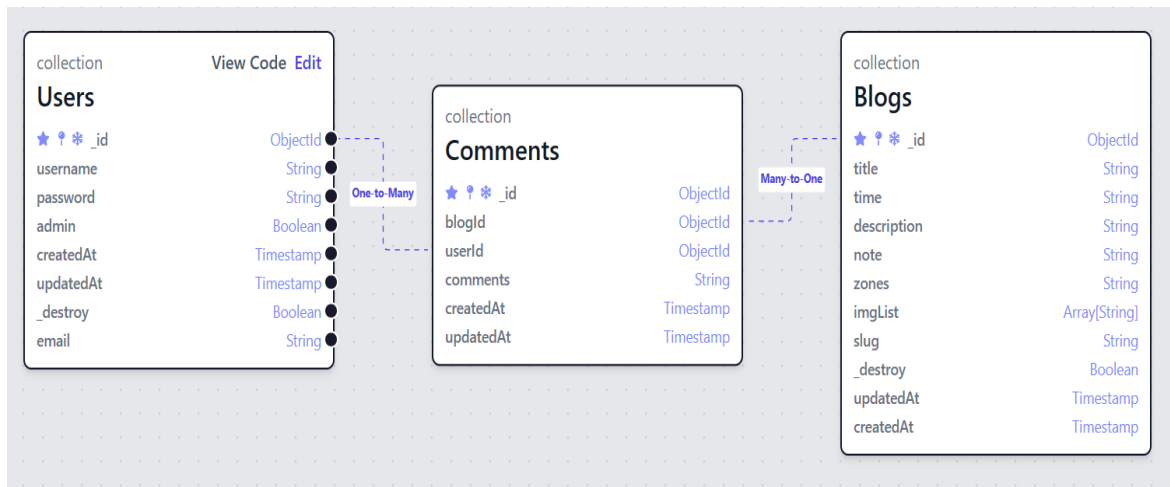 collection View Code Edit
Users
_id ObjectId
username String
password String
admin Boolean
createdAt Timestamp
updatedAt Timestamp
_destroy Boolean
email String
One-to-Many
collection
Comments
_id ObjectId
blogId ObjectId
userId ObjectId
comments String
createdAt Timestamp
updatedAt Timestamp
Many-to-One
collection
Blogs
_id ObjectId
title String
time String
description String
note String
zones String
imgList Array[String]
slug String
_destroy Boolean
updatedAt Timestamp
createdAt Timestamp